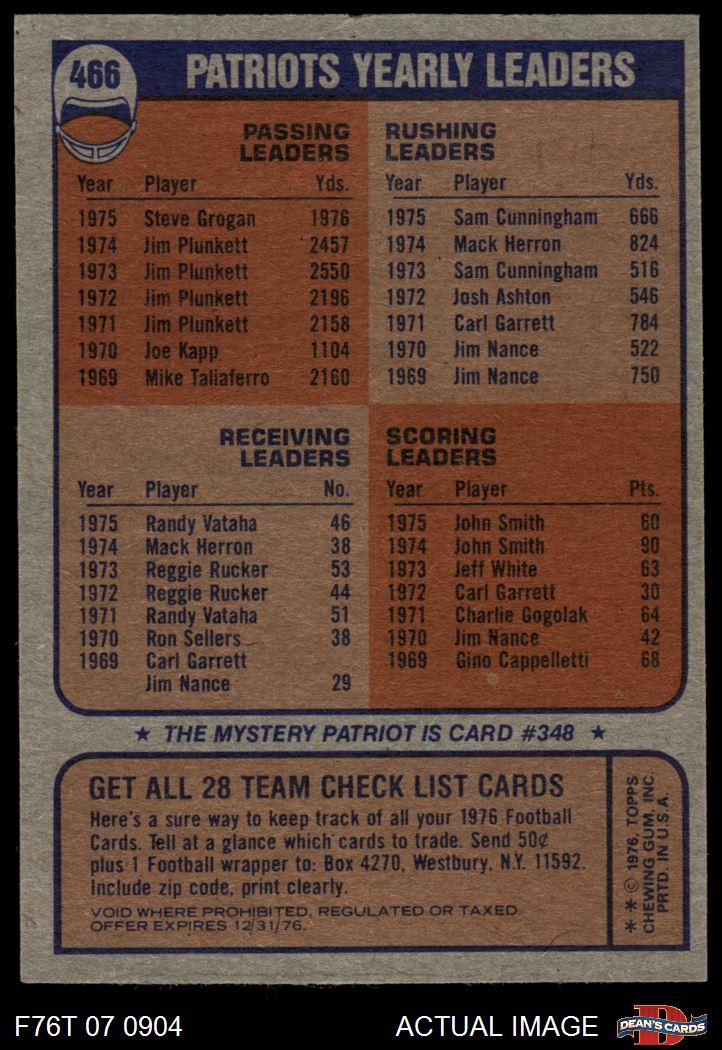 466
PATRIOTS YEARLY LEADERS
PASSING
LEADERS
Year Player Yds.
1975 Steve Grogan 1976
1974 Jim Plunkett 2457
1973 Jim Plunkett 2550
1972 Jim Plunkett 2196
1971 Jim Plunkett 2158
1970 Joe Kapp 1104
1969 Mike Taliaferro 2160
RUSHING
LEADERS
Year Player Yds.
1975 Sam Cunningham 666
1974 Mack Herron 824
1973 Sam Cunningham 516
1972 Josh Ashton 546
1971 Carl Garrett 784
1970 Jim Nance 522
1969 Jim Nance 750
RECEIVING
LEADERS
Year Player No.
1975 Randy Vataha 46
1974 Mack Herron 38
1973 Reggie Rucker 53
1972 Reggie Rucker 44
1971 Randy Vataha 51
1970 Ron Sellers 38
1969 Carl Garrett
Jim Nance 29
SCORING
LEADERS
Year Player Pts.
1975 John Smith 60
1974 John Smith 90
1973 Jeff White 63
1972 Carl Garrett 30
1971 Charlie Gogolak 64
1970 Jim Nance 42
1969 Gino Cappelletti 68
★ THE MYSTERY PATRIOT IS CARD #348 ★
GET ALL 28 TEAM CHECK LIST CARDS
Here's a sure way to keep track of all your 1976 Football
Cards. Tell at a glance which cards to trade. Send 50¢
plus 1 Football wrapper to: Box 4270, Westbury, N.Y. 11592.
Include zip code, print clearly.
VOID WHERE PROHIBITED, REGULATED OR TAXED.
OFFER EXPIRES 12/31/76.
* * © 1976, TOPPS
CHEWING GUM, INC.
PRTD. IN U.S.A.
F76T 07 0904
ACTUAL IMAGE
D
DEAN'S CARDS